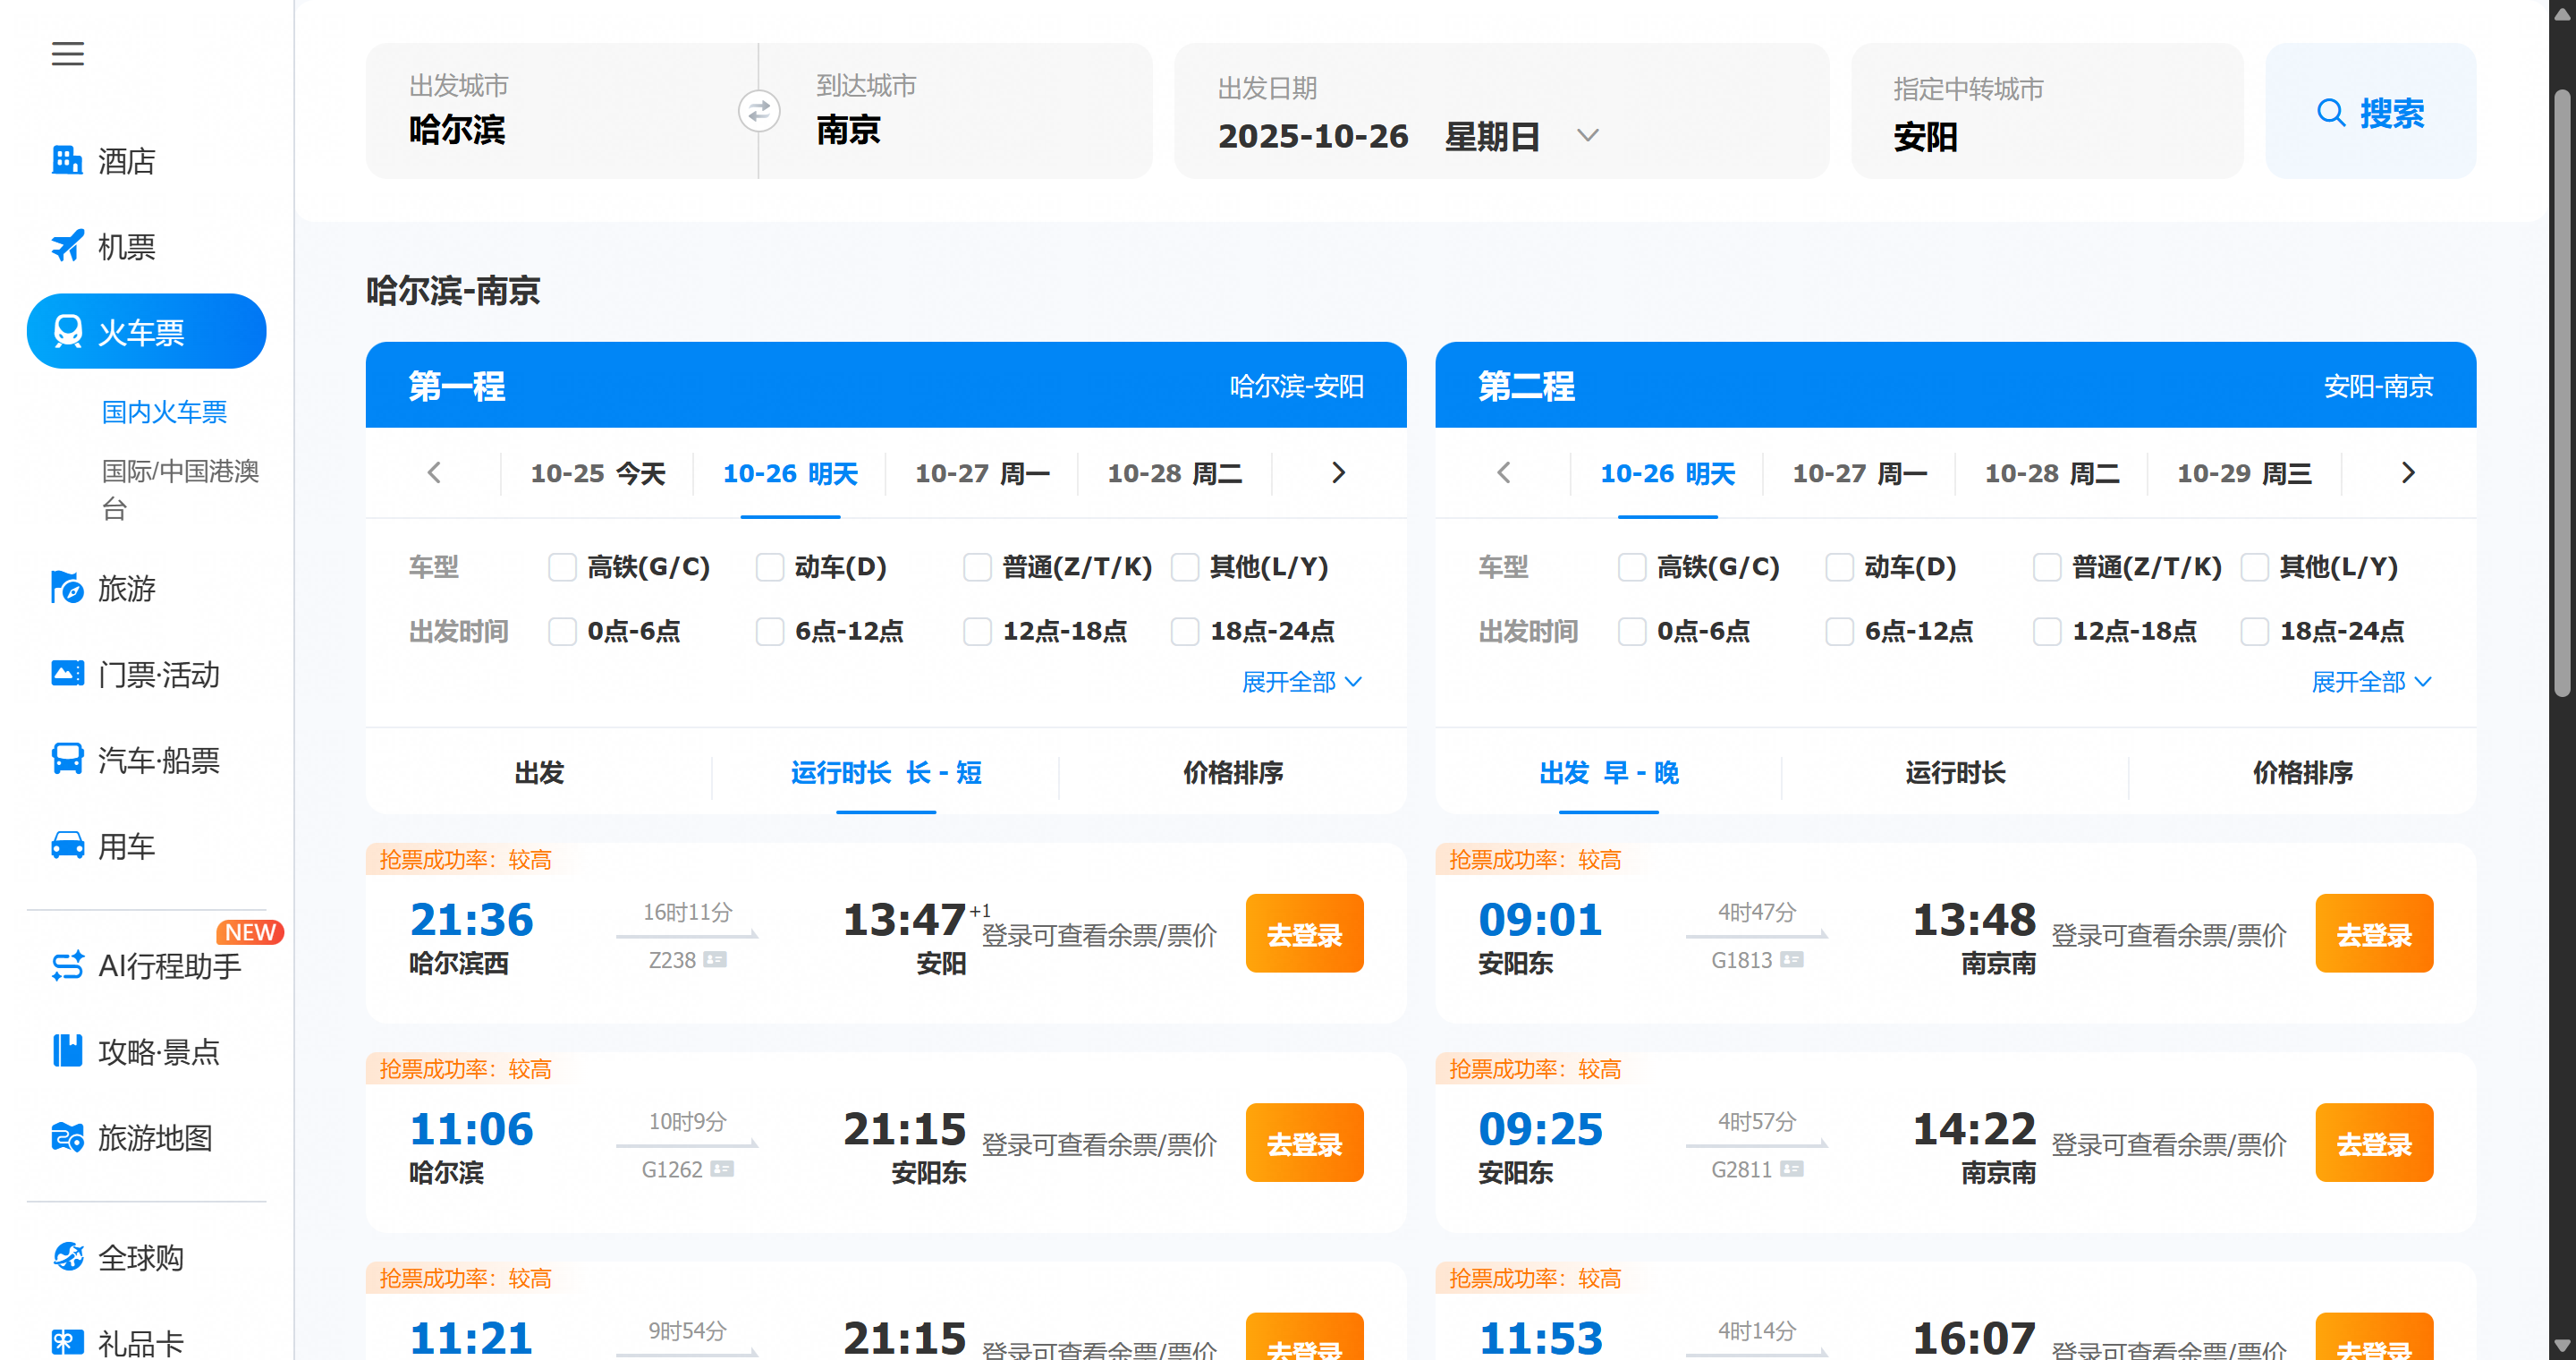 出发城市
哈尔滨
到达城市
南京
出发日期
2025-10-26 星期日
指定中转城市
安阳
搜索
酒店
机票
火车票
国内火车票
国际/中国港澳
台
旅游
门票·活动
汽车·船票
用车
NEW
AI行程助手
攻略·景点
旅游地图
全球购
礼品卡
哈尔滨-南京
第一程
哈尔滨-安阳
10-25 今天
10-26 明天
10-27 周一
10-28 周二
车型
高铁(G/C)
动车(D)
普通(Z/T/K)
其他(L/Y)
出发时间
0点-6点
6点-12点
12点-18点
18点-24点
展开全部
出发
运行时长 长 - 短
价格排序
抢票成功率：较高
21:36
哈尔滨西
16时11分
Z238
13:47+1
安阳
登录可查看余票/票价
去登录
抢票成功率：较高
11:06
哈尔滨
10时9分
G1262
21:15
安阳东
登录可查看余票/票价
去登录
抢票成功率：较高
11:21
9时54分
21:15
登录可查看余票/票价
去登录
第二程
安阳-南京
10-26 明天
10-27 周一
10-28 周二
10-29 周三
车型
高铁(G/C)
动车(D)
普通(Z/T/K)
其他(L/Y)
出发时间
0点-6点
6点-12点
12点-18点
18点-24点
展开全部
出发 早 - 晚
运行时长
价格排序
抢票成功率：较高
09:01
安阳东
4时47分
G1813
13:48
南京南
登录可查看余票/票价
去登录
抢票成功率：较高
09:25
安阳东
4时57分
G2811
14:22
南京南
登录可查看余票/票价
去登录
抢票成功率：较高
11:53
4时14分
16:07
登录可查看余票/票价
去登录